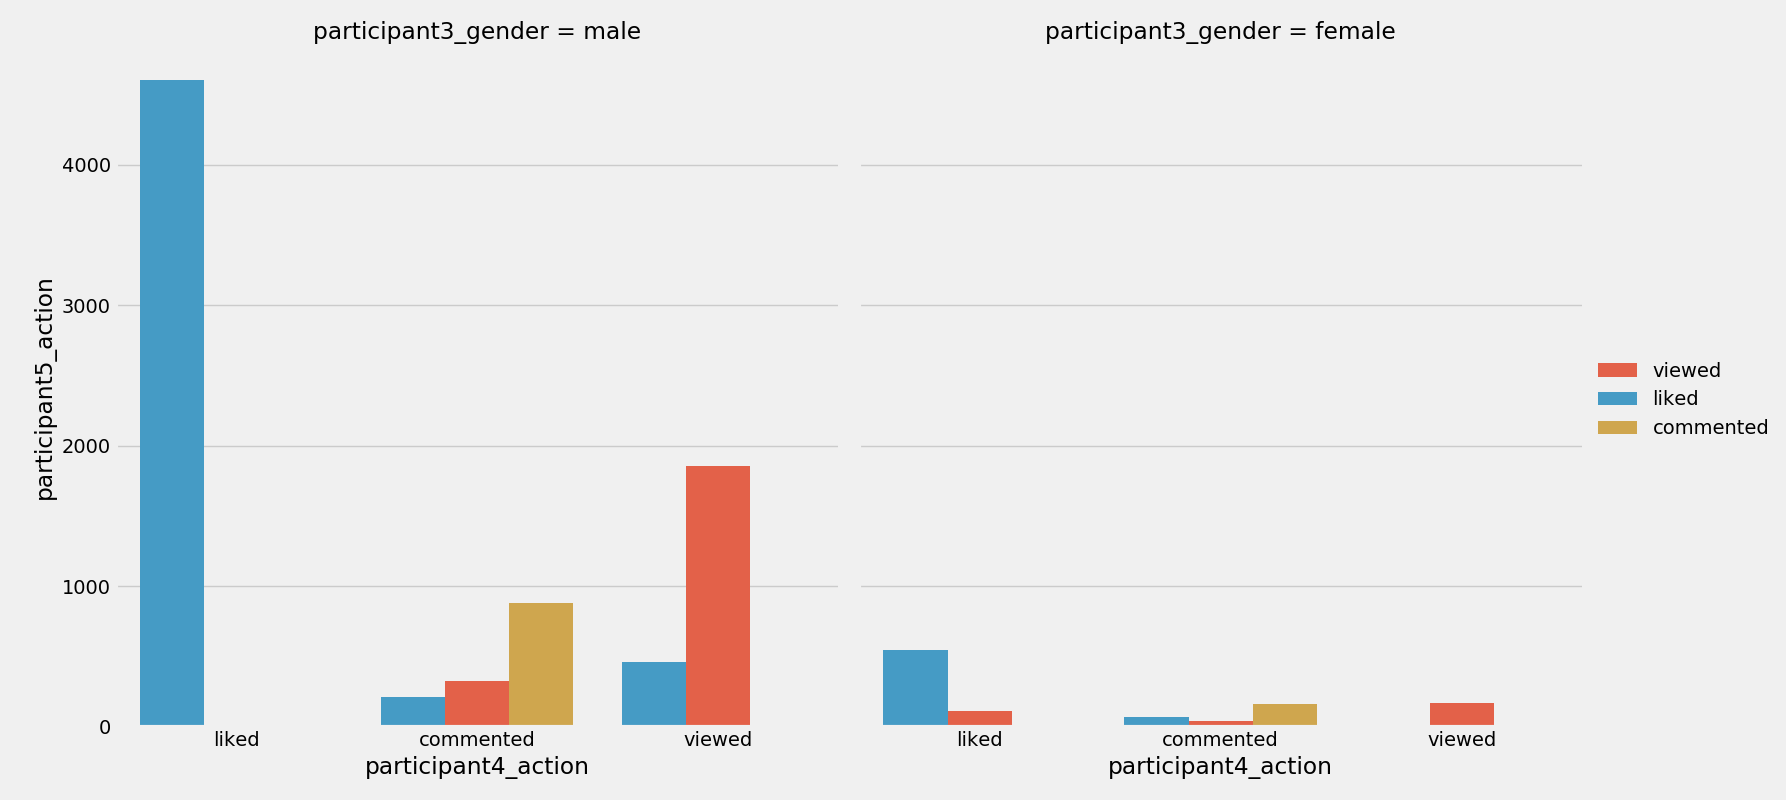 participant3_gender = male
participant3_gender = female
participant5_action
4000
3000
2000
1000
0
liked
commented
viewed
participant4_action
liked
commented
viewed
participant4_action
viewed
liked
commented